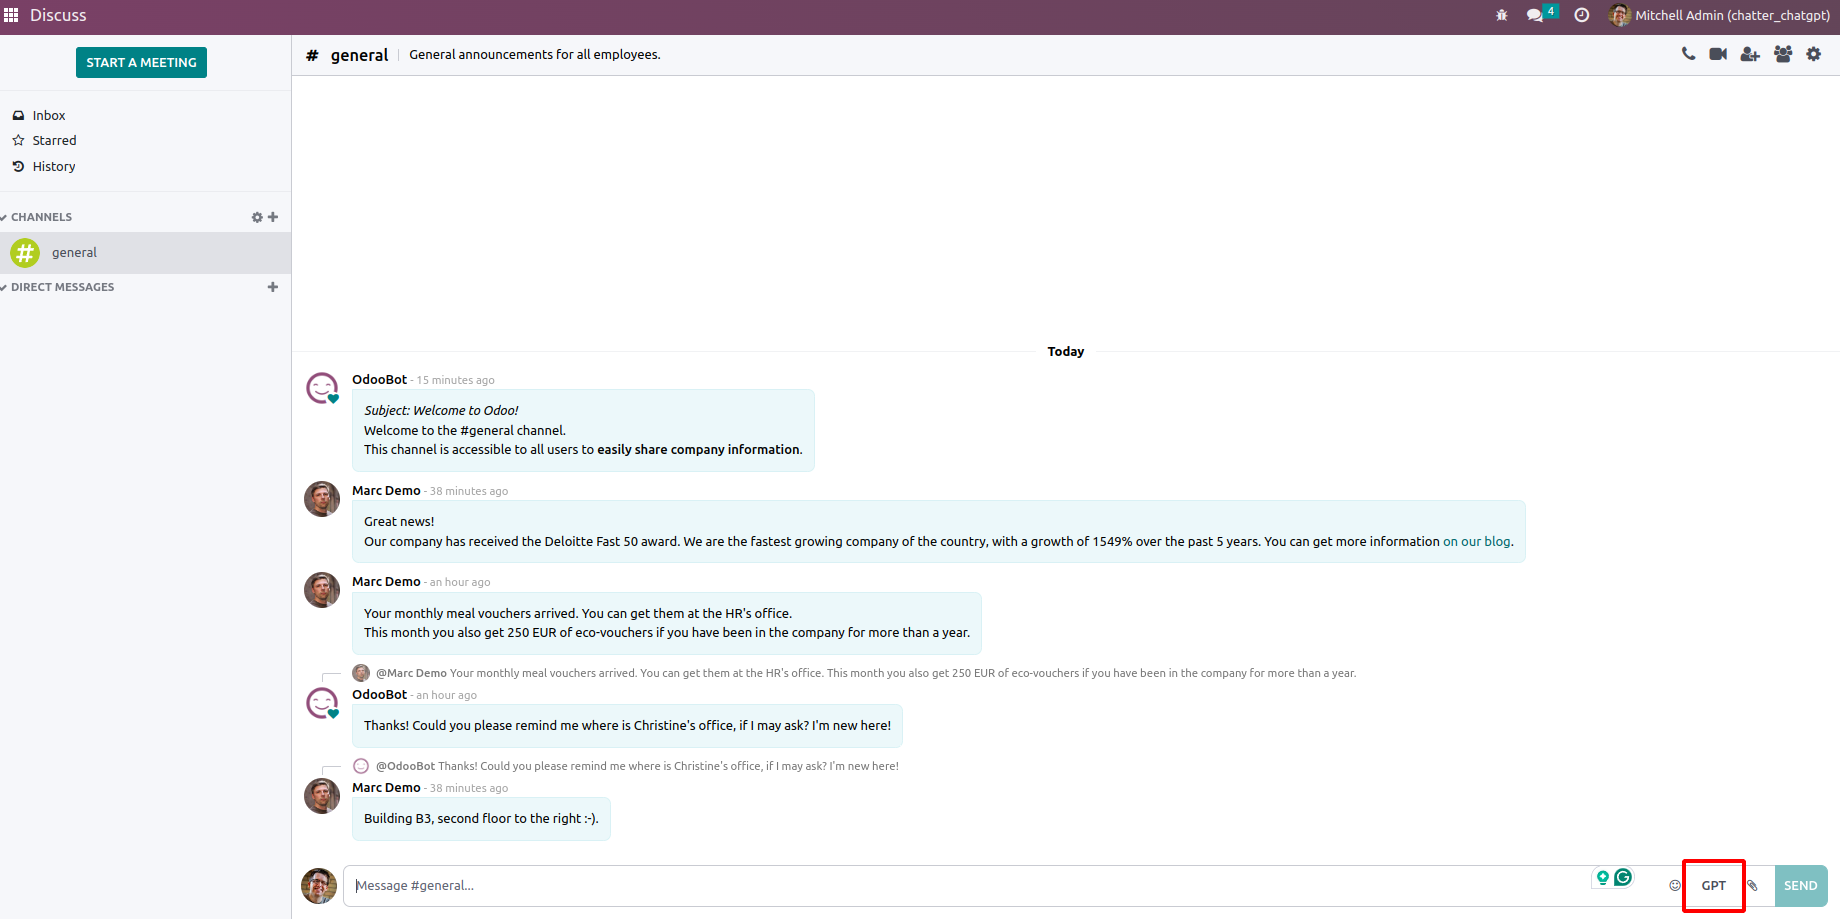 Discuss
4
Mitchell Admin (chatter_chatgpt)
START A MEETING
Inbox
Starred
History
CHANNELS
# general
DIRECT MESSAGES
# general General announcements for all employees.
Today
OdooBot - 15 minutes ago
Subject: Welcome to Odoo!
Welcome to the #general channel.
This channel is accessible to all users to easily share company information.
Marc Demo - 38 minutes ago
Great news!
Our company has received the Deloitte Fast 50 award. We are the fastest growing company of the country, with a growth of 1549% over the past 5 years. You can get more information on our blog.
Marc Demo - an hour ago
Your monthly meal vouchers arrived. You can get them at the HR's office.
This month you also get 250 EUR of eco-vouchers if you have been in the company for more than a year.
@Marc Demo Your monthly meal vouchers arrived. You can get them at the HR's office. This month you also get 250 EUR of eco-vouchers if you have been in the company for more than a year.
OdooBot - an hour ago
Thanks! Could you please remind me where is Christine's office, if I may ask? I'm new here!
@OdooBot Thanks! Could you please remind me where is Christine's office, if I may ask? I'm new here!
Marc Demo - 38 minutes ago
Building B3, second floor to the right :-).
Message #general...
GPT
SEND